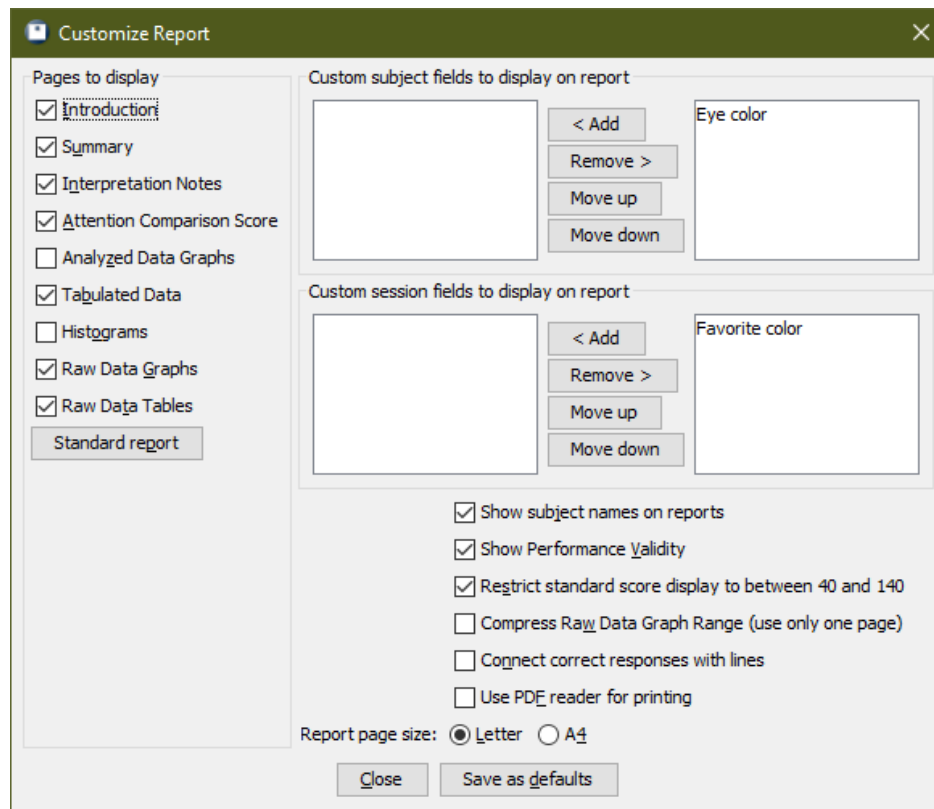 Customize Report
Pages to display
Introduction
Summary
Interpretation Notes
Attention Comparison Score
Analyzed Data Graphs
Tabulated Data
Histograms
Raw Data Graphs
Raw Data Tables
Standard report
Custom subject fields to display on report
< Add
Remove >
Move up
Move down
Eye color
Custom session fields to display on report
< Add
Remove >
Move up
Move down
Favorite color
Show subject names on reports
Show Performance Validity
Restrict standard score display to between 40 and 140
Compress Raw Data Graph Range (use only one page)
Connect correct responses with lines
Use PDF reader for printing
Report page size: Letter A4
Close Save as defaults